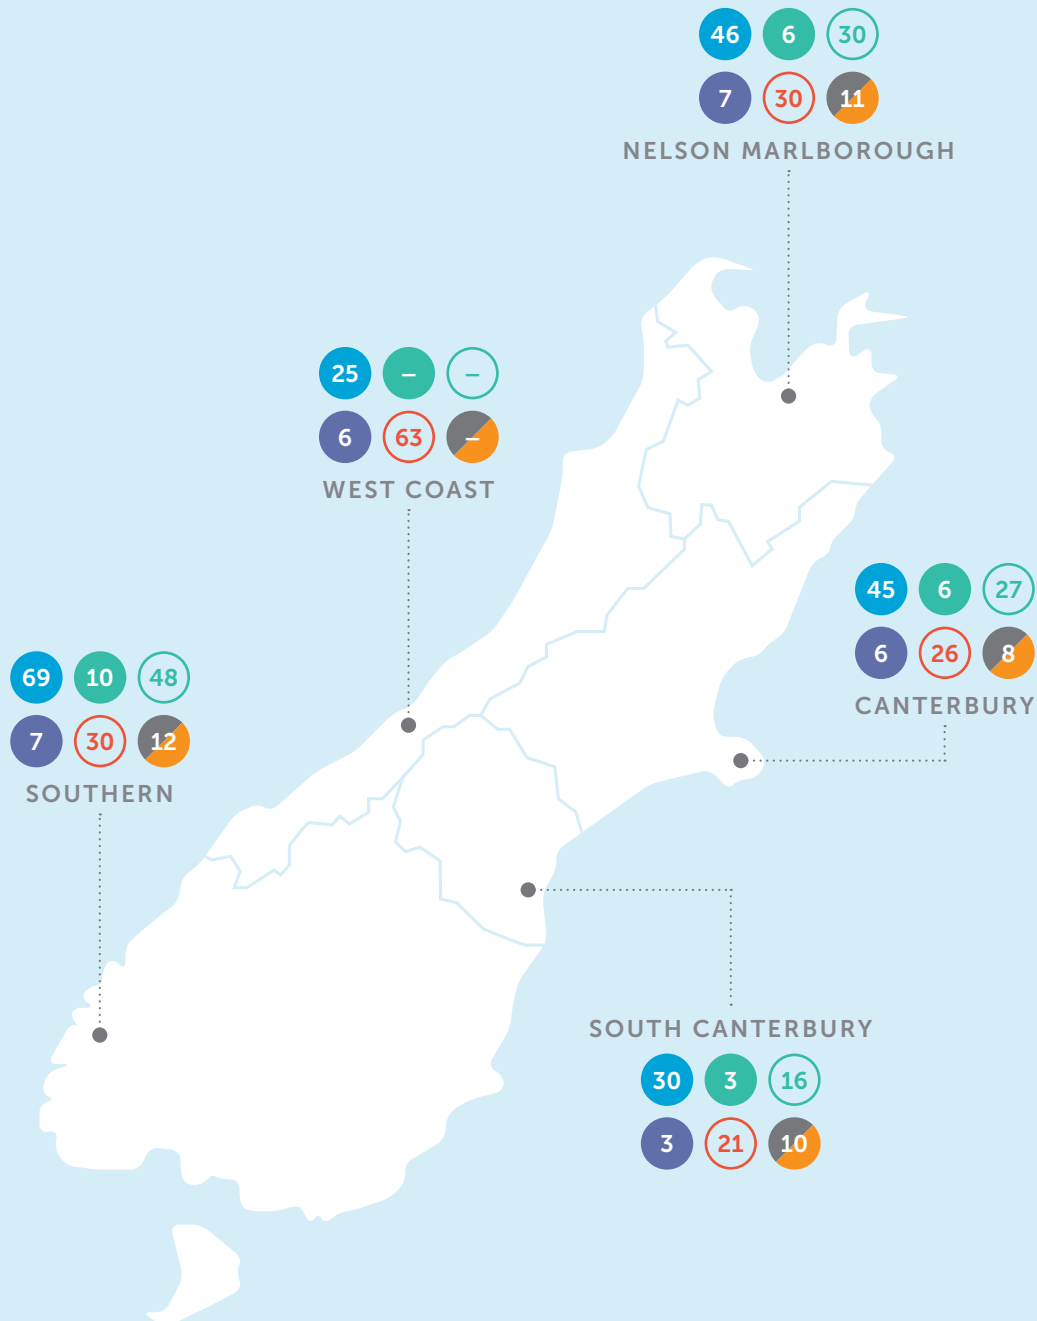 46 6 30
7 30 11
NELSON MARLBOROUGH
25 – –
6 63 –
WEST COAST
45 6 27
6 26 8
CANTERBURY
69 10 48
7 30 12
SOUTHERN
SOUTH CANTERBURY
30 3 16
3 21 10